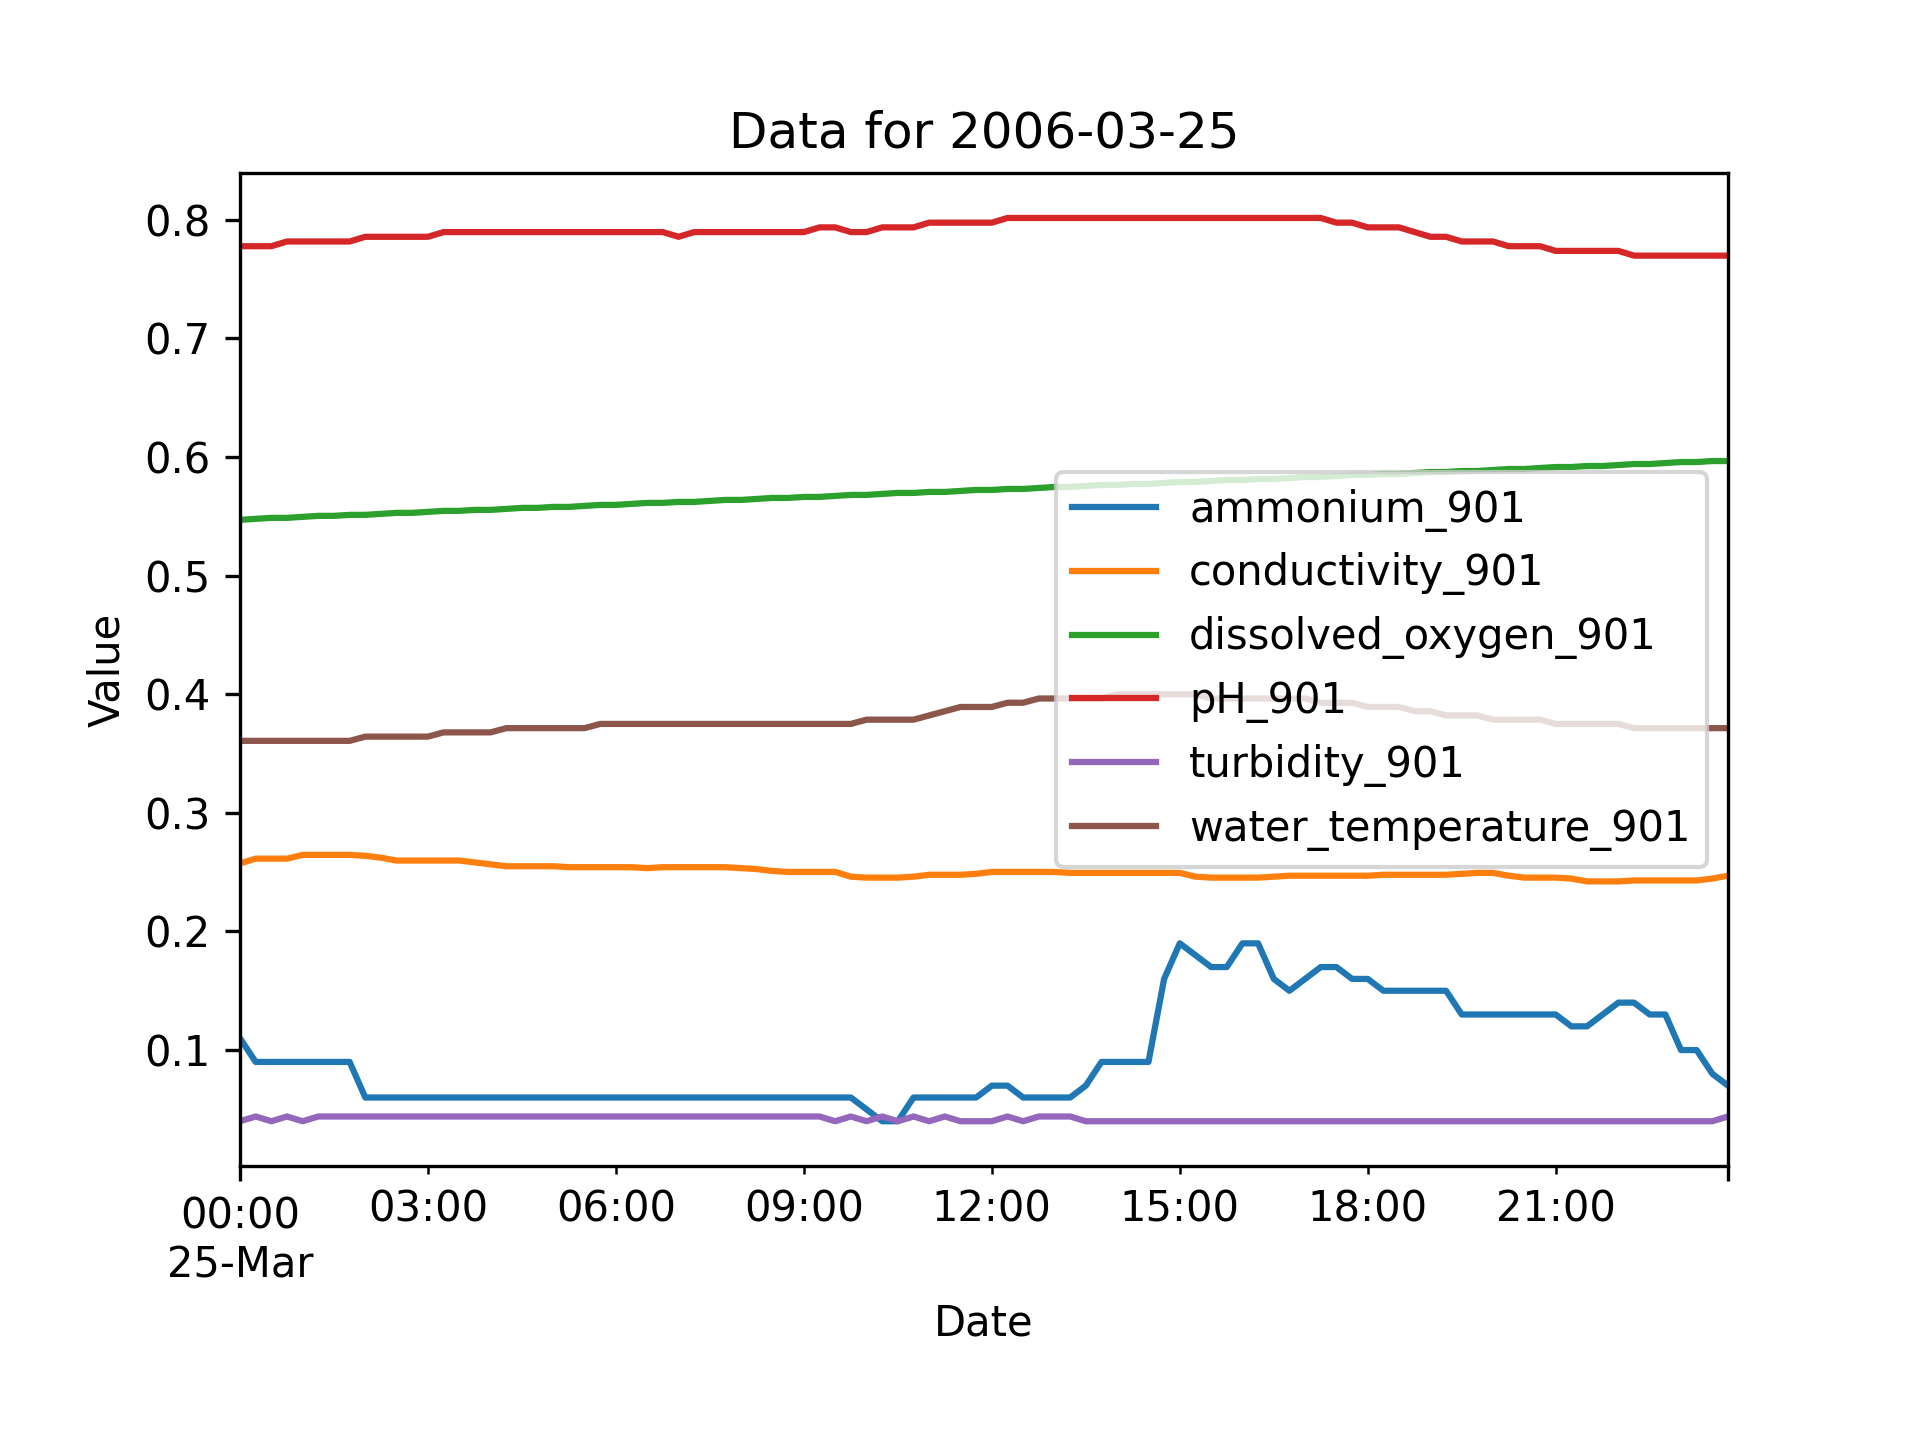 Data for 2006-03-25
Value
0.8
0.7
0.6
0.5
0.4
0.3
0.2
0.1
ammonium_901
conductivity_901
dissolved_oxygen_901
pH_901
turbidity_901
water_temperature_901
00:00 03:00 06:00 09:00 12:00 15:00 18:00 21:00
25-Mar
Date